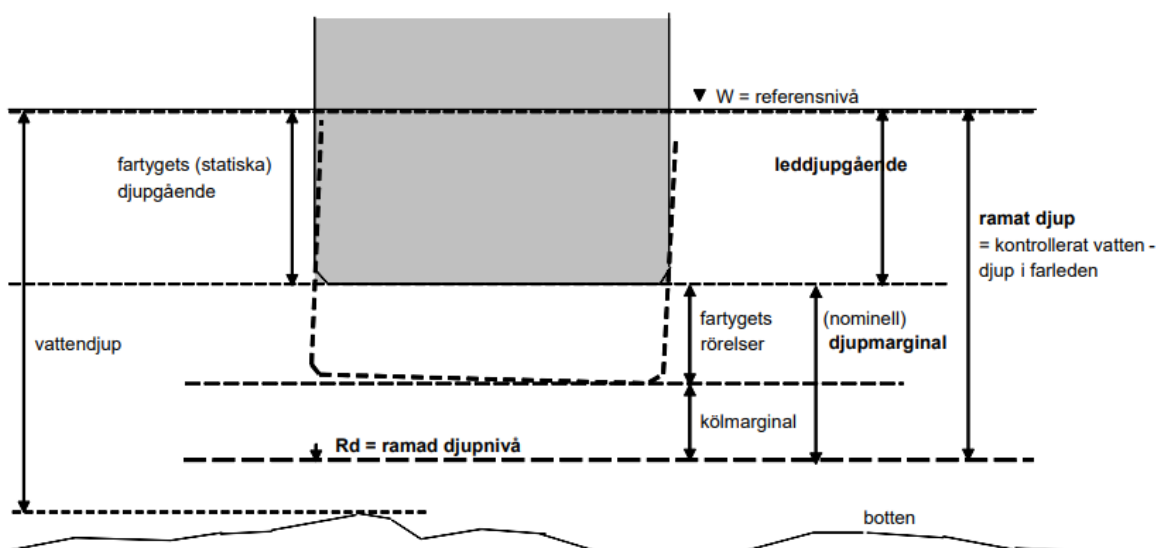 W = referensnivå
fartygets (statiska)
djupgående
leddjupgående
ramat djup
= kontrollerat vatten -
djup i farleden
vattendjup
fartygets
rörelser
(nominell)
djupmarginal
kölmarginal
Rd = ramad djupnivå
botten